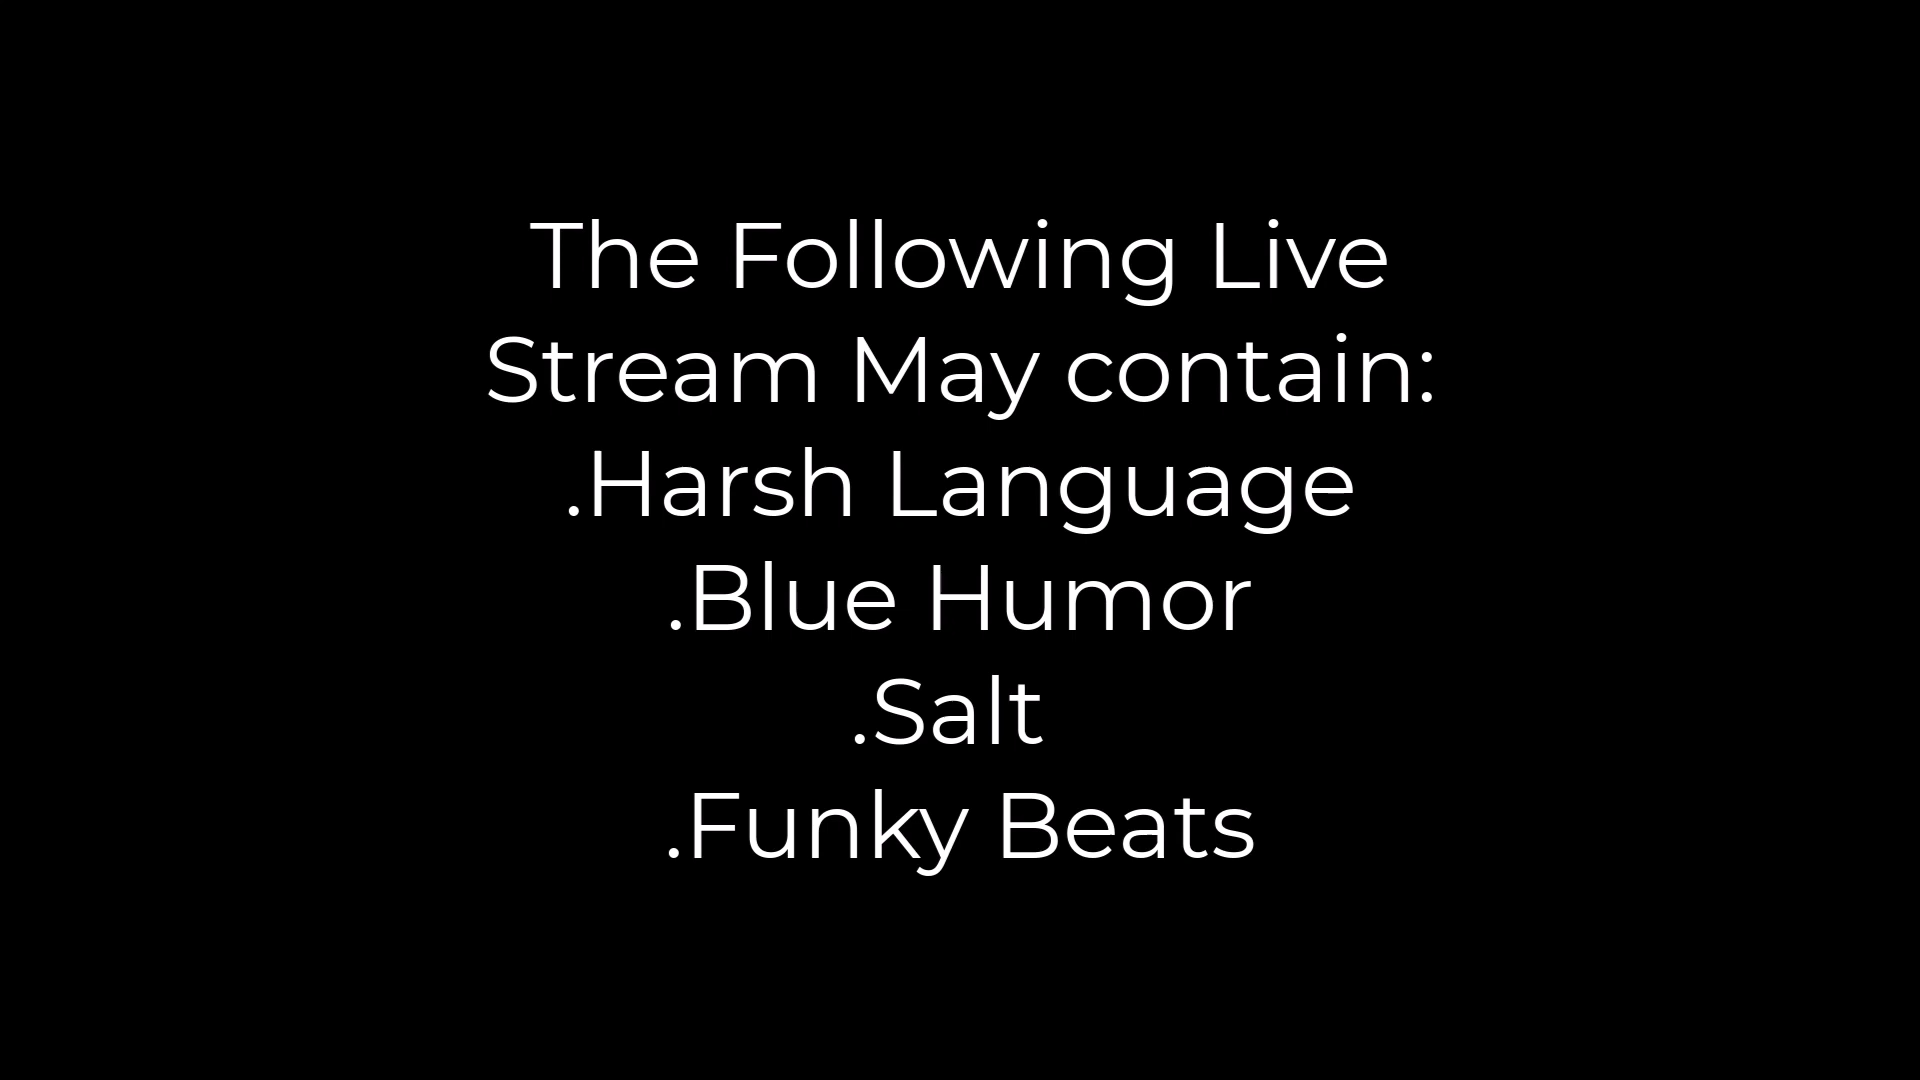 The Following Live
Stream May contain:
.Harsh Language
.Blue Humor
.Salt
.Funky Beats